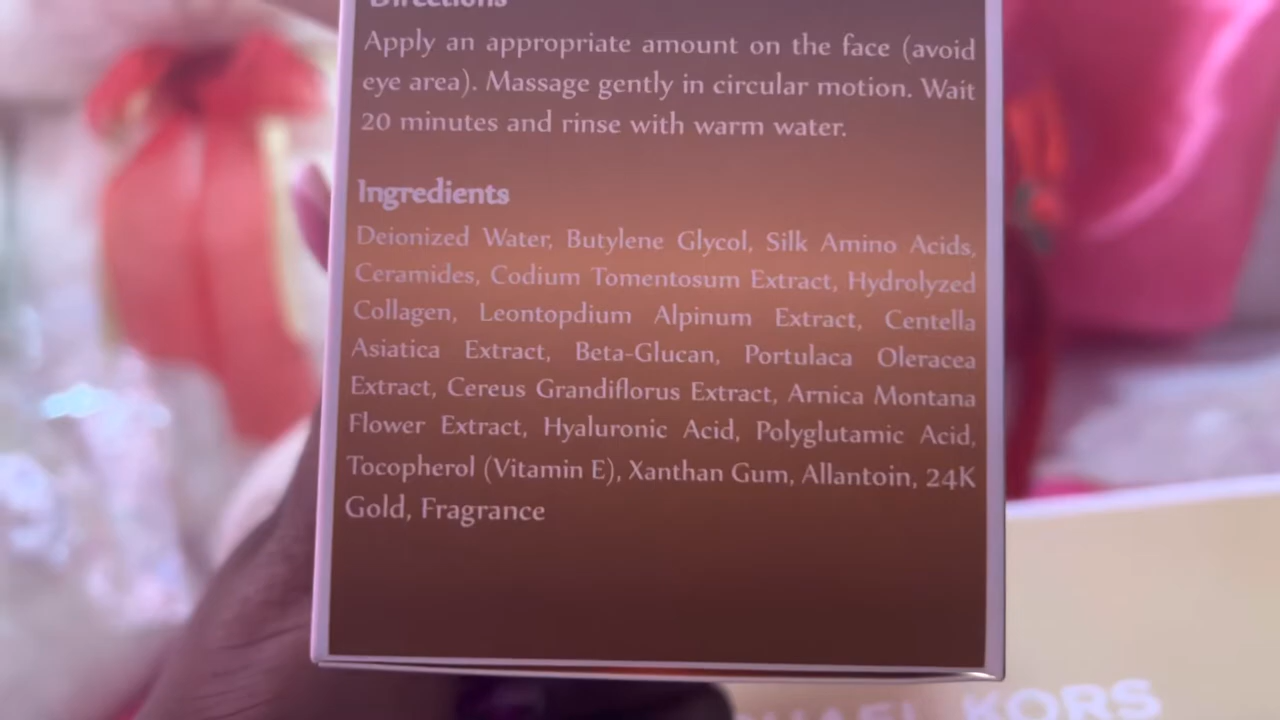 Directions
Apply an appropriate amount on the face (avoid
eye area). Massage gently in circular motion. Wait
20 minutes and rinse with warm water.
Ingredients
Deionized Water, Butylene Glycol, Silk Amino Acids,
Ceramides, Codium Tomentosum Extract, Hydrolyzed
Collagen, Leontopdium Alpinum Extract, Centella
Asiatica Extract, Beta-Glucan, Portulaca Oleracea
Extract, Cereus Grandiflorus Extract, Arnica Montana
Flower Extract, Hyaluronic Acid, Polyglutamic Acid,
Tocopherol (Vitamin E), Xanthan Gum, Allantoin, 24K
Gold, Fragrance
KORS